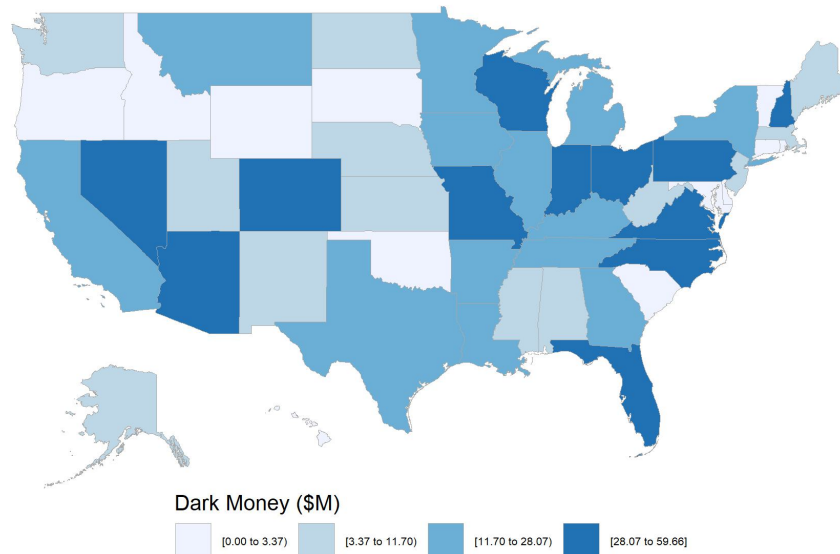 Dark Money ($M)
[0.00 to 3.37) [3.37 to 11.70) [11.70 to 28.07) [28.07 to 59.66]